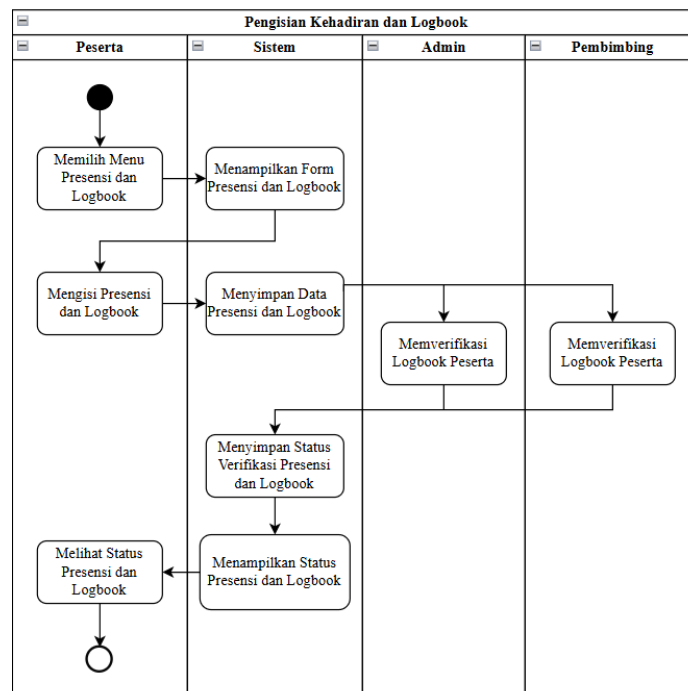 Pengisian Kehadiran dan Logbook
Peserta
Sistem
Admin
Pembimbing
Memilih Menu
Presensi dan
Logbook
Menampilkan Form
Presensi dan Logbook
Mengisi Presensi
dan Logbook
Menyimpan Data
Presensi dan Logbook
Memverifikasi
Logbook Peserta
Memverifikasi
Logbook Peserta
Menyimpan Status
Verifikasi Presensi
dan Logbook
Menampilkan Status
Presensi dan Logbook
Melihat Status
Presensi dan
Logbook